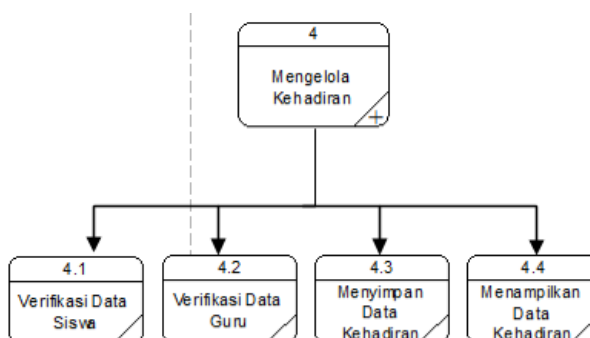 4
Mengelola
Kehadiran
4.1
Verifikasi Data
Siswa
4.2
Verifikasi Data
Guru
4.3
Menyimpan
Data
Kehadiran
4.4
Menampilkan
Data
Kehadiran